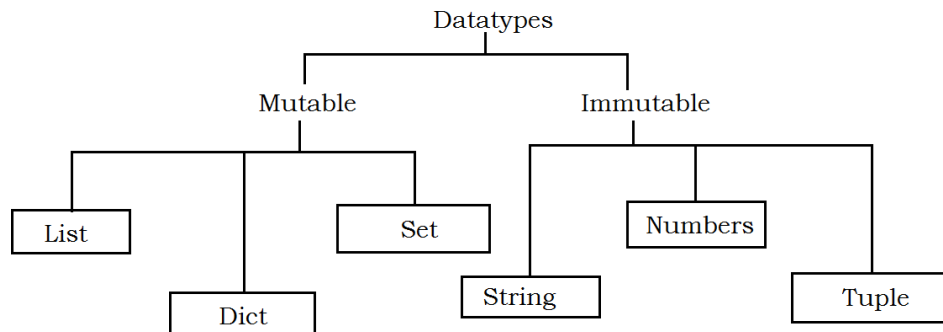 Datatypes
Mutable
Immutable
List
Dict
Set
String
Numbers
Tuple